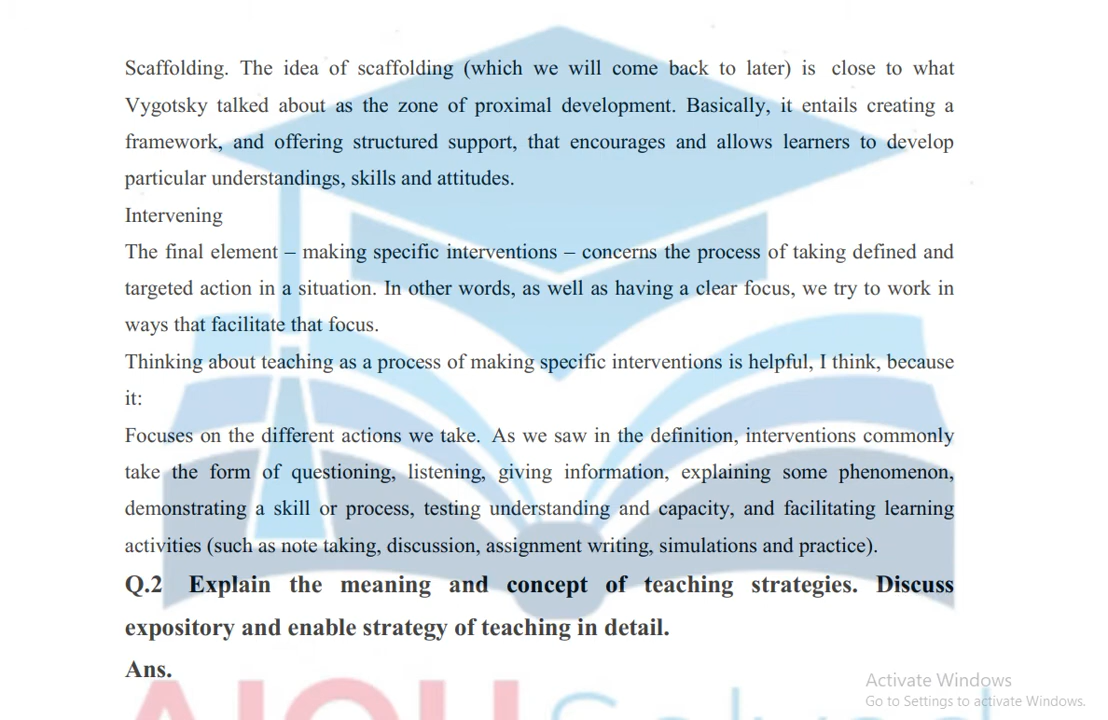 Scaffolding. The idea of scaffolding (which we will come back to later) is close to what
Vygotsky talked about as the zone of proximal development. Basically, it entails creating a
framework, and offering structured support, that encourages and allows learners to develop
particular understandings, skills and attitudes.
Intervening
The final element – making specific interventions – concerns the process of taking defined and
targeted action in a situation. In other words, as well as having a clear focus, we try to work in
ways that facilitate that focus.
Thinking about teaching as a process of making specific interventions is helpful, I think, because
it:
Focuses on the different actions we take. As we saw in the definition, interventions commonly
take the form of questioning, listening, giving information, explaining some phenomenon,
demonstrating a skill or process, testing understanding and capacity, and facilitating learning
activities (such as note taking, discussion, assignment writing, simulations and practice).
Q.2 Explain the meaning and concept of teaching strategies. Discuss
expository and enable strategy of teaching in detail.
Ans.
Activate Windows
Go to Settings to activate Windows.